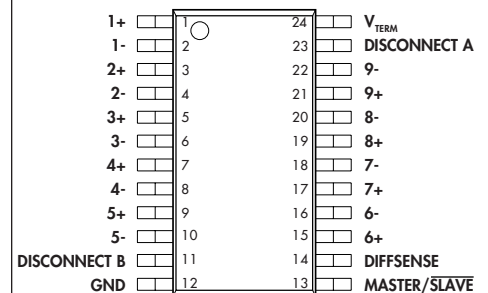 1+ 1 24 V_TERM
1- 2 23 DISCONNECT A
2+ 3 22 9-
2- 4 21 9+
3+ 5 20 8-
3- 6 19 8+
4+ 7 18 7-
4- 8 17 7+
5+ 9 16 6-
5- 10 15 6+
DISCONNECT B 11 14 DIFFSENSE
GND 12 13 MASTER/SLAVE